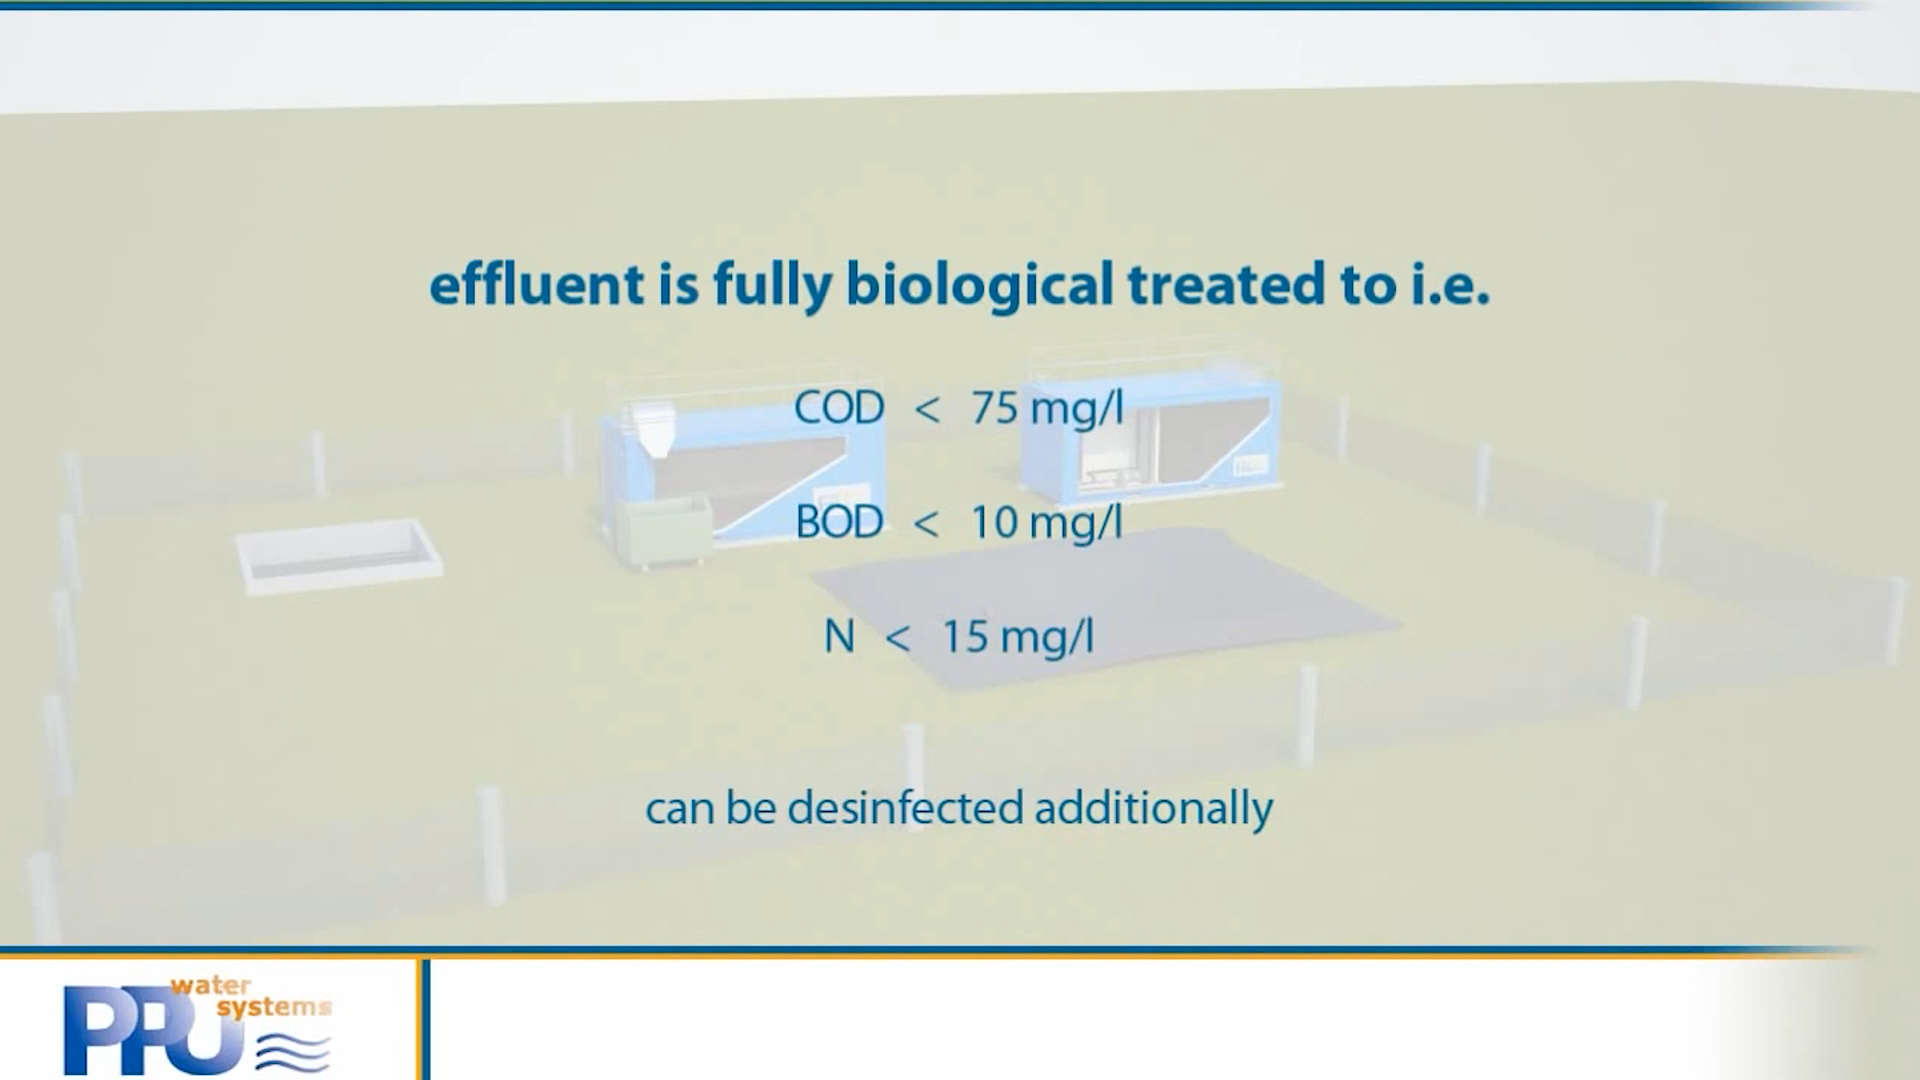 effluent is fully biological treated to i.e.
COD < 75 mg/l
BOD < 10 mg/l
N < 15 mg/l
can be desinfected additionally
water
systems
PPU